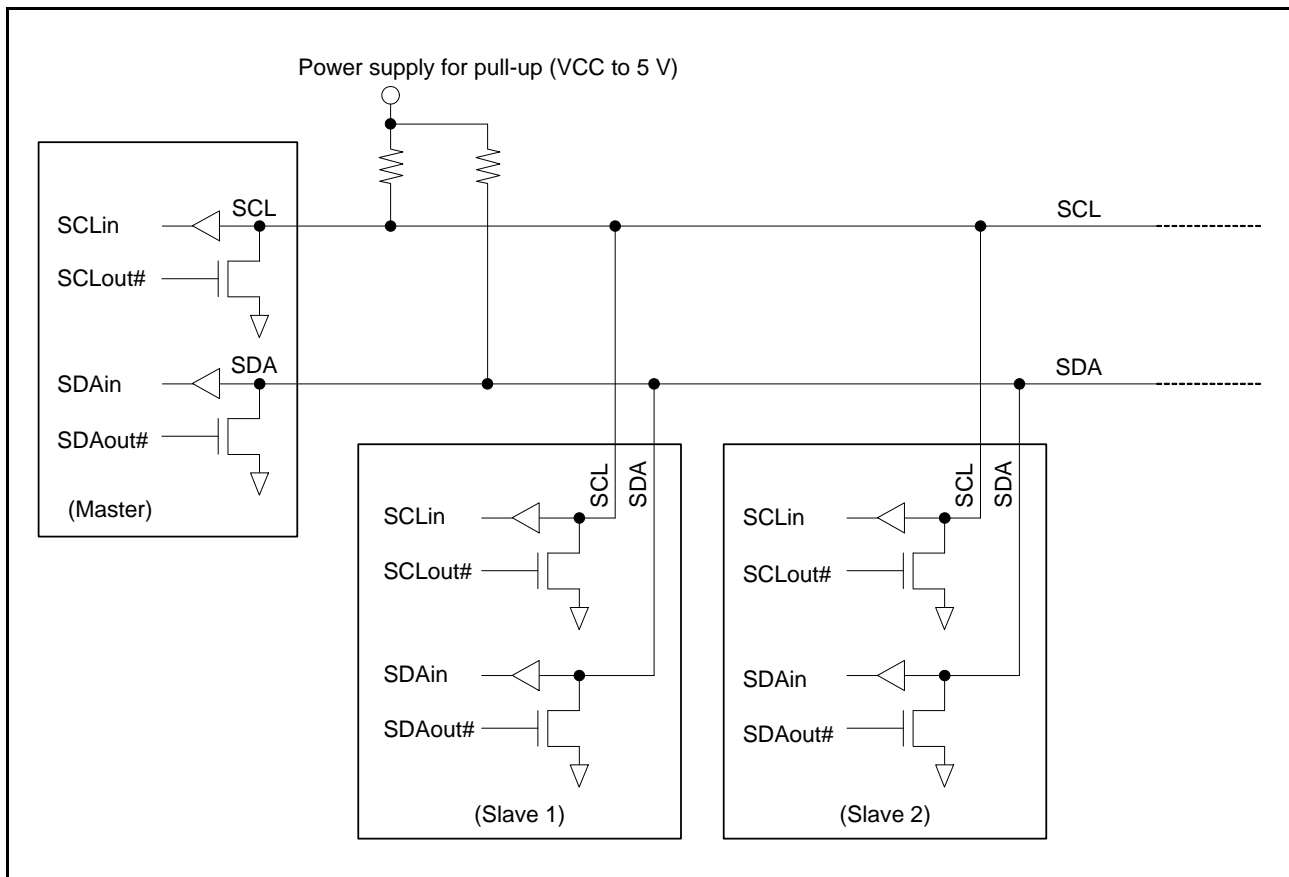 Power supply for pull-up (VCC to 5 V)
SCL
SCLin
SCLout#
SDA
SDAin
SDAout#
(Master)
SCL
SDA
SCL
SDA
SCLin
SCLout#
SDAin
SDAout#
(Slave 1)
SCL
SDA
SCLin
SCLout#
SDAin
SDAout#
(Slave 2)